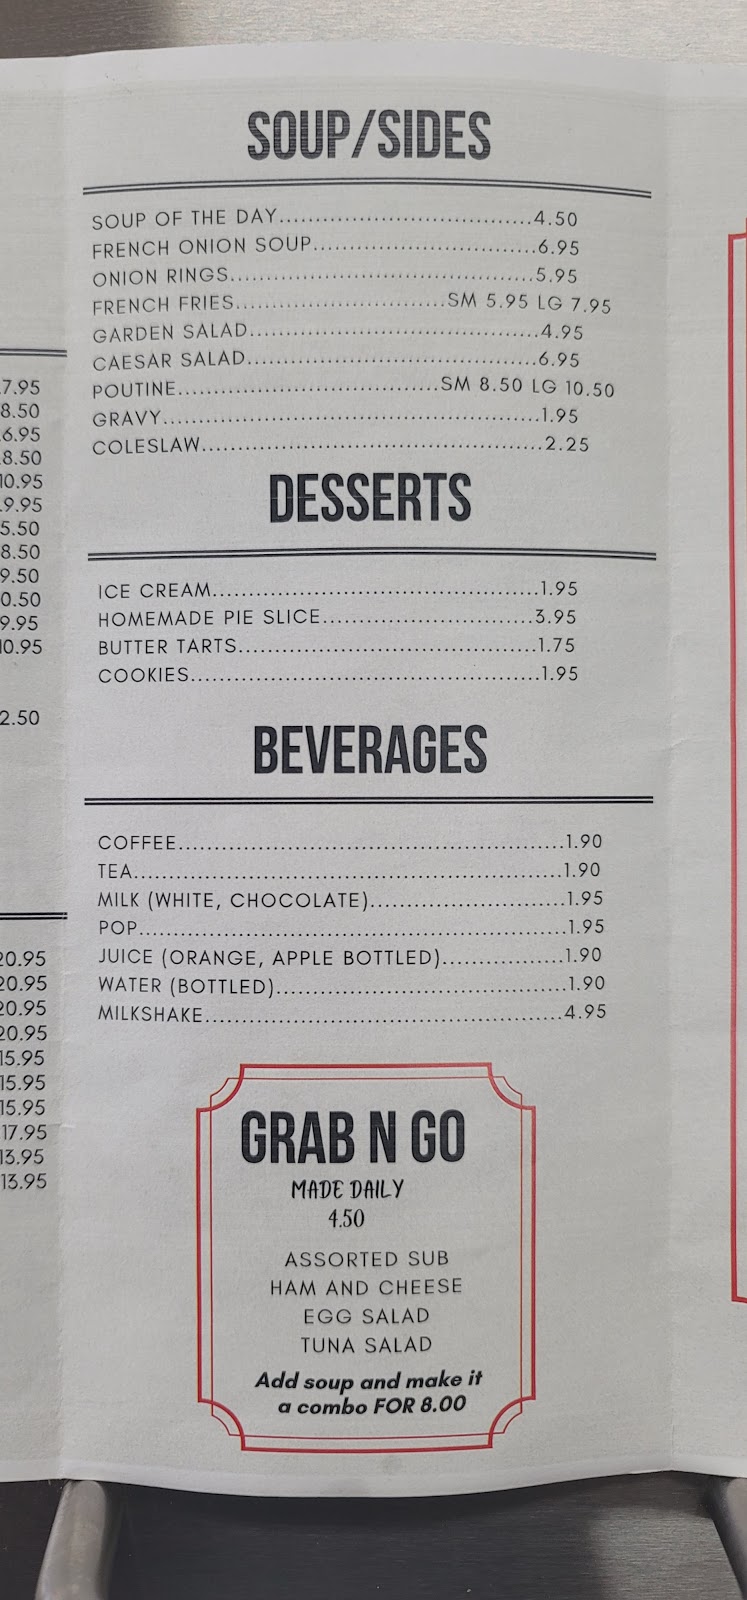 SOUP/SIDES
SOUP OF THE DAY..................................4.50
FRENCH ONION SOUP..............................6.95
ONION RINGS........................................5.95
FRENCH FRIES............................SM 5.95 LG 7.95
GARDEN SALAD.......................................4.95
CAESAR SALAD.......................................6.95
POUTINE...................................SM 8.50 LG 10.50
GRAVY..................................................1.95
COLESLAW.............................................2.25
DESSERTS
ICE CREAM............................................1.95
HOMEMADE PIE SLICE.............................3.95
BUTTER TARTS........................................1.75
COOKIES...............................................1.95
BEVERAGES
COFFEE....................................................1.90
TEA..........................................................1.90
MILK (WHITE, CHOCOLATE)..........................1.95
POP.........................................................1.95
JUICE (ORANGE, APPLE BOTTLED)................1.90
WATER (BOTTLED).......................................1.90
MILKSHAKE................................................4.95
GRAB N GO
MADE DAILY
4.50
ASSORTED SUB
HAM AND CHEESE
EGG SALAD
TUNA SALAD
Add soup and make it
a combo FOR 8.00
7.95
8.50
6.95
8.50
10.95
9.95
5.50
8.50
9.50
0.50
9.95
10.95
2.50
20.95
20.95
20.95
20.95
15.95
15.95
15.95
17.95
13.95
13.95